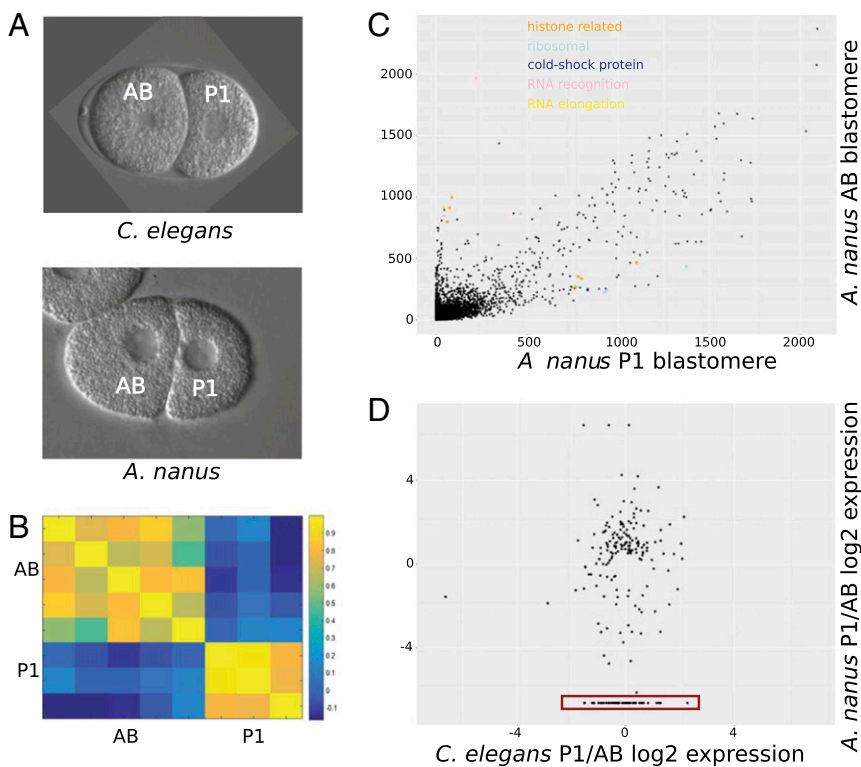 A
AB
P1
C. elegans
AB
P1
A. nanus
B
AB
P1
AB
P1
0.9
0.8
0.7
0.6
0.5
0.4
0.3
0.2
0.1
0
-0.1
C
histone related
ribosomal
cold-shock protein
RNA recognition
RNA elongation
2000
1500
1000
500
0
0
500
1000
1500
2000
A nanus P1 blastomere
A. nanus AB blastomere
D
4
0
-4
-4
0
4
C. elegans P1/AB log2 expression
A. nanus P1/AB log2 expression